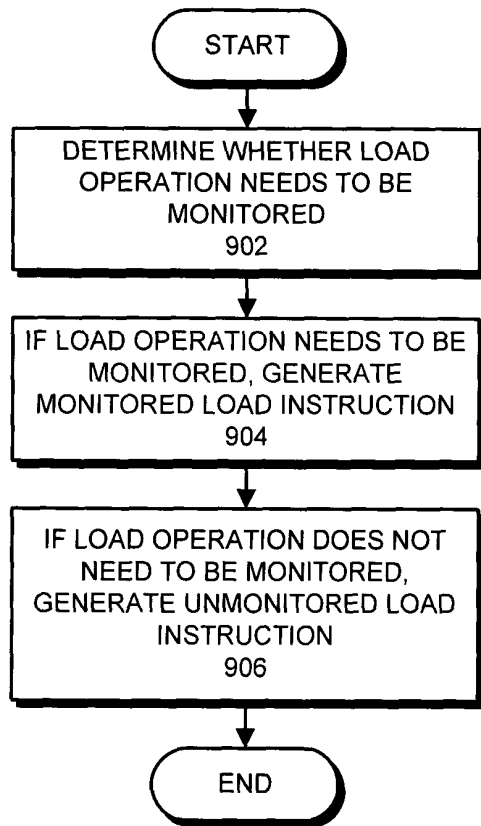 START
DETERMINE WHETHER LOAD
OPERATION NEEDS TO BE
MONITORED
902
IF LOAD OPERATION NEEDS TO BE
MONITORED, GENERATE
MONITORED LOAD INSTRUCTION
904
IF LOAD OPERATION DOES NOT
NEED TO BE MONITORED,
GENERATE UNMONITORED LOAD
INSTRUCTION
906
END